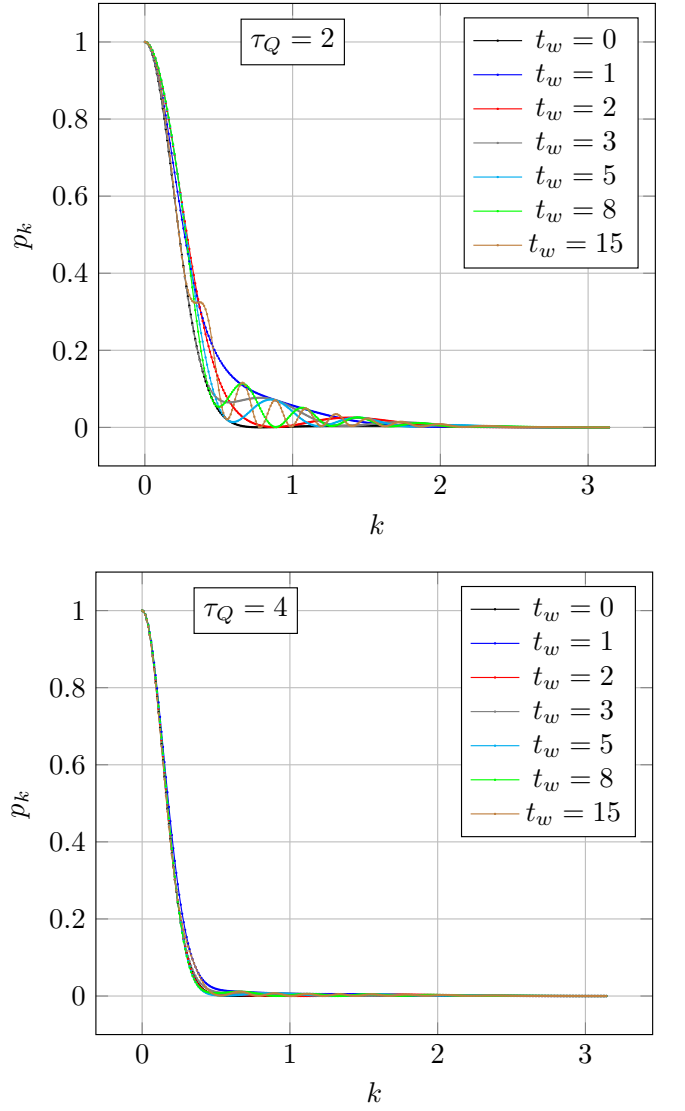 τ_Q = 2
t_w = 0
t_w = 1
t_w = 2
t_w = 3
t_w = 5
t_w = 8
t_w = 15
1
0.8
0.6
0.4
0.2
0
p_k
0 1 2 3
k
τ_Q = 4
t_w = 0
t_w = 1
t_w = 2
t_w = 3
t_w = 5
t_w = 8
t_w = 15
1
0.8
0.6
0.4
0.2
0
p_k
0 1 2 3
k